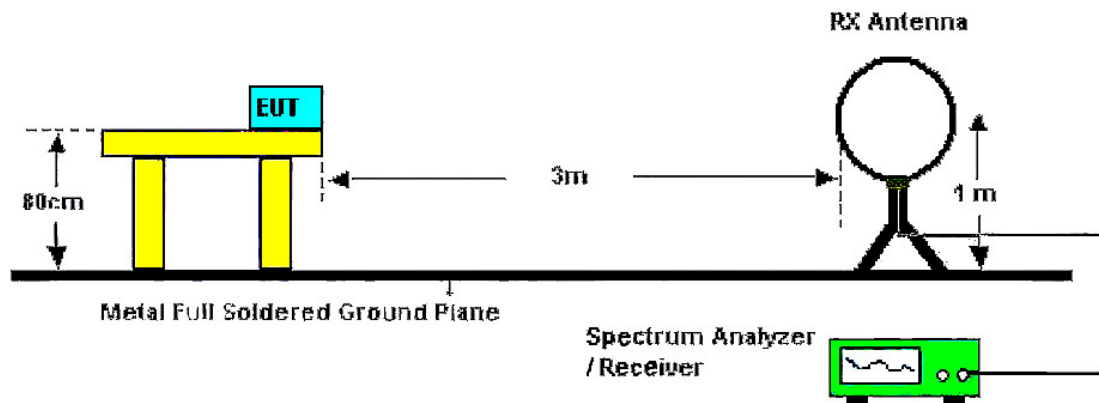 RX Antenna
EUT
3m
80cm
1 m
Metal Full Soldered Ground Plane
Spectrum Analyzer
/ Receiver